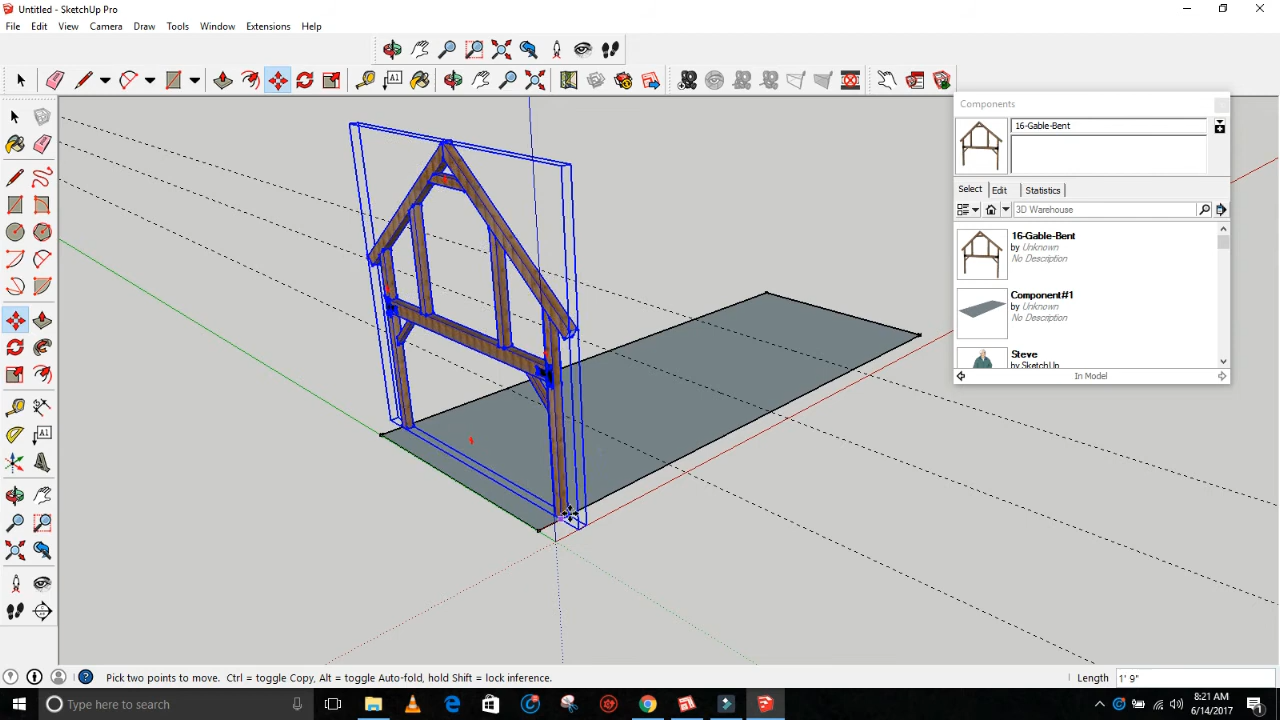 Untitled - SketchUp Pro
File Edit View Camera Draw Tools Window Extensions Help
A1
Components
16-Gable-Bent
Select Edit Statistics
3D Warehouse
16-Gable-Bent
by Unknown
No Description
Component#1
by Unknown
No Description
Steve
by SketchUp
In Model
A1
Pick two points to move. Ctrl = toggle Copy, Alt = toggle Auto-fold, hold Shift = lock inference.
Length 1' 9"
Type here to search
8:21 AM
6/14/2017